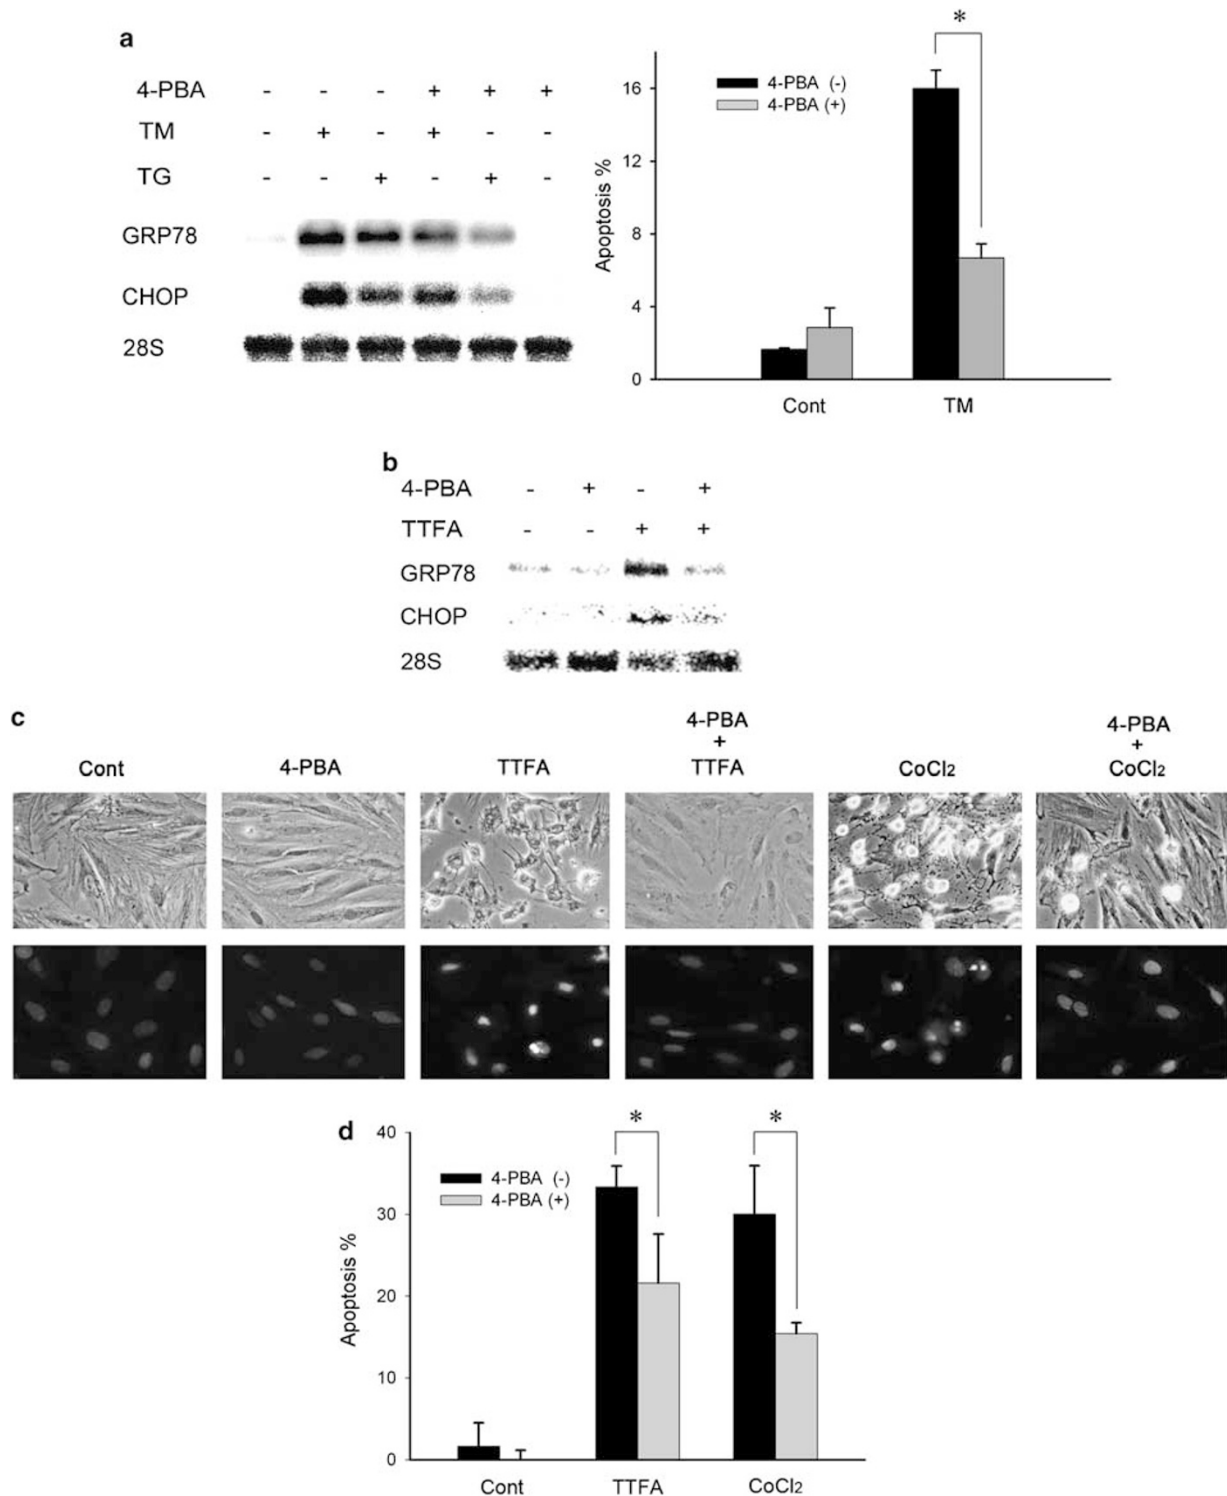 a
4-PBA - - - + + +
TM - + - + - -
TG - - + - + -
GRP78
CHOP
28S
*
4-PBA (-)
4-PBA (+)
Apoptosis %
16
12
8
4
0
Cont TM
b
4-PBA - + - +
TTFA - - + +
GRP78
CHOP
28S
c
Cont
4-PBA
TTFA
4-PBA
+
TTFA
CoCl₂
4-PBA
+
CoCl₂
d
* *
4-PBA (-)
4-PBA (+)
Apoptosis %
40
30
20
10
0
Cont TTFA CoCl₂